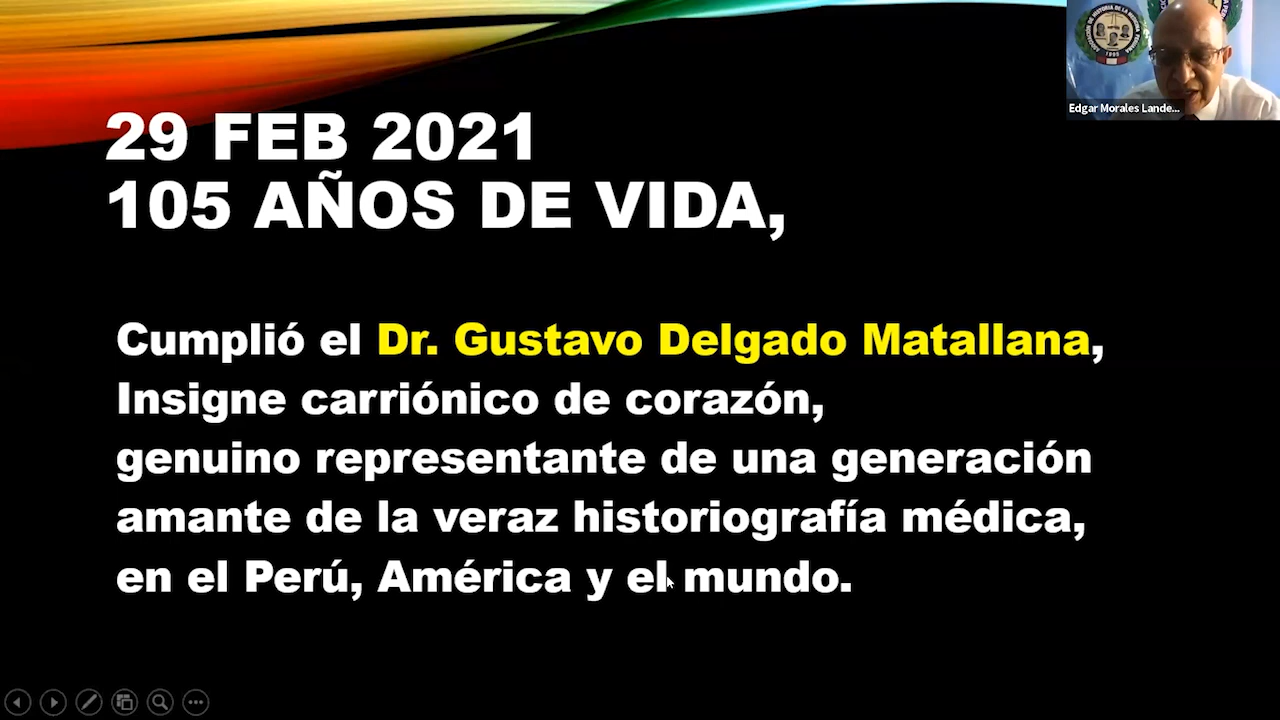 29 FEB 2021
105 AÑOS DE VIDA,
Cumplió el Dr. Gustavo Delgado Matallana,
Insigne carriónico de corazón,
genuino representante de una generación
amante de la veraz historiografía médica,
en el Perú, América y el mundo.
Edgar Morales Lande...